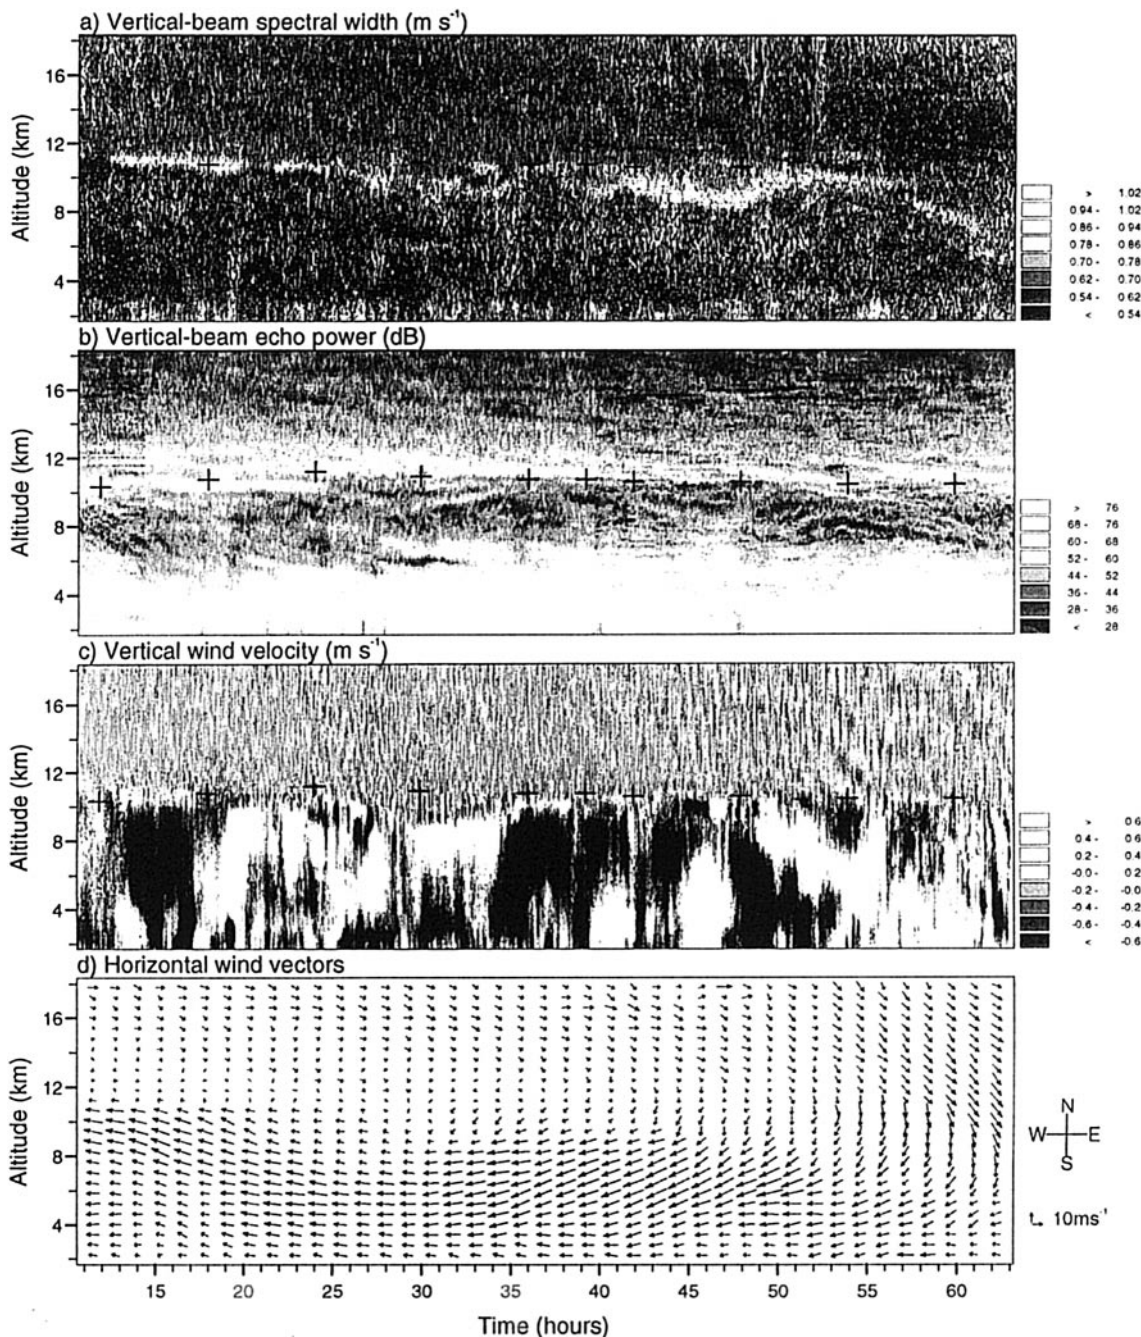 a) Vertical-beam spectral width (m s⁻¹)
16
12
8
4
Altitude (km)
> 1.02
0.94 - 1.02
0.86 - 0.94
0.78 - 0.86
0.70 - 0.78
0.62 - 0.70
0.54 - 0.62
< 0.54
b) Vertical-beam echo power (dB)
16
12
8
4
Altitude (km)
> 76
68 - 76
60 - 68
52 - 60
44 - 52
36 - 44
28 - 36
< 28
c) Vertical wind velocity (m s⁻¹)
16
12
8
4
Altitude (km)
> 0.6
0.4 - 0.6
0.2 - 0.4
-0.0 - 0.2
-0.2 - -0.0
-0.4 - -0.2
-0.6 - -0.4
< -0.6
d) Horizontal wind vectors
16
12
8
4
Altitude (km)
N
W E
S
10ms⁻¹
15 20 25 30 35 40 45 50 55 60
Time (hours)